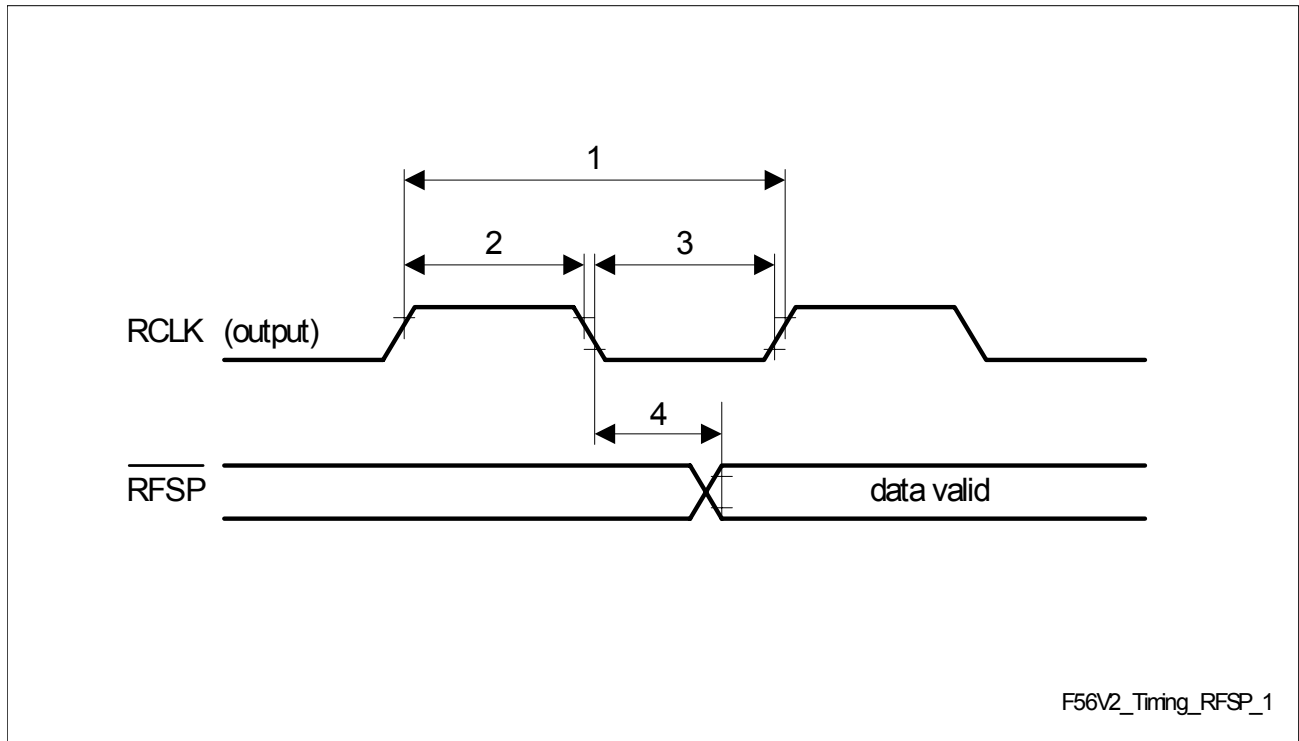 1
2
3
RCLK (output)
4
RFSP
data valid
F56V2_Timing_RFSP_1